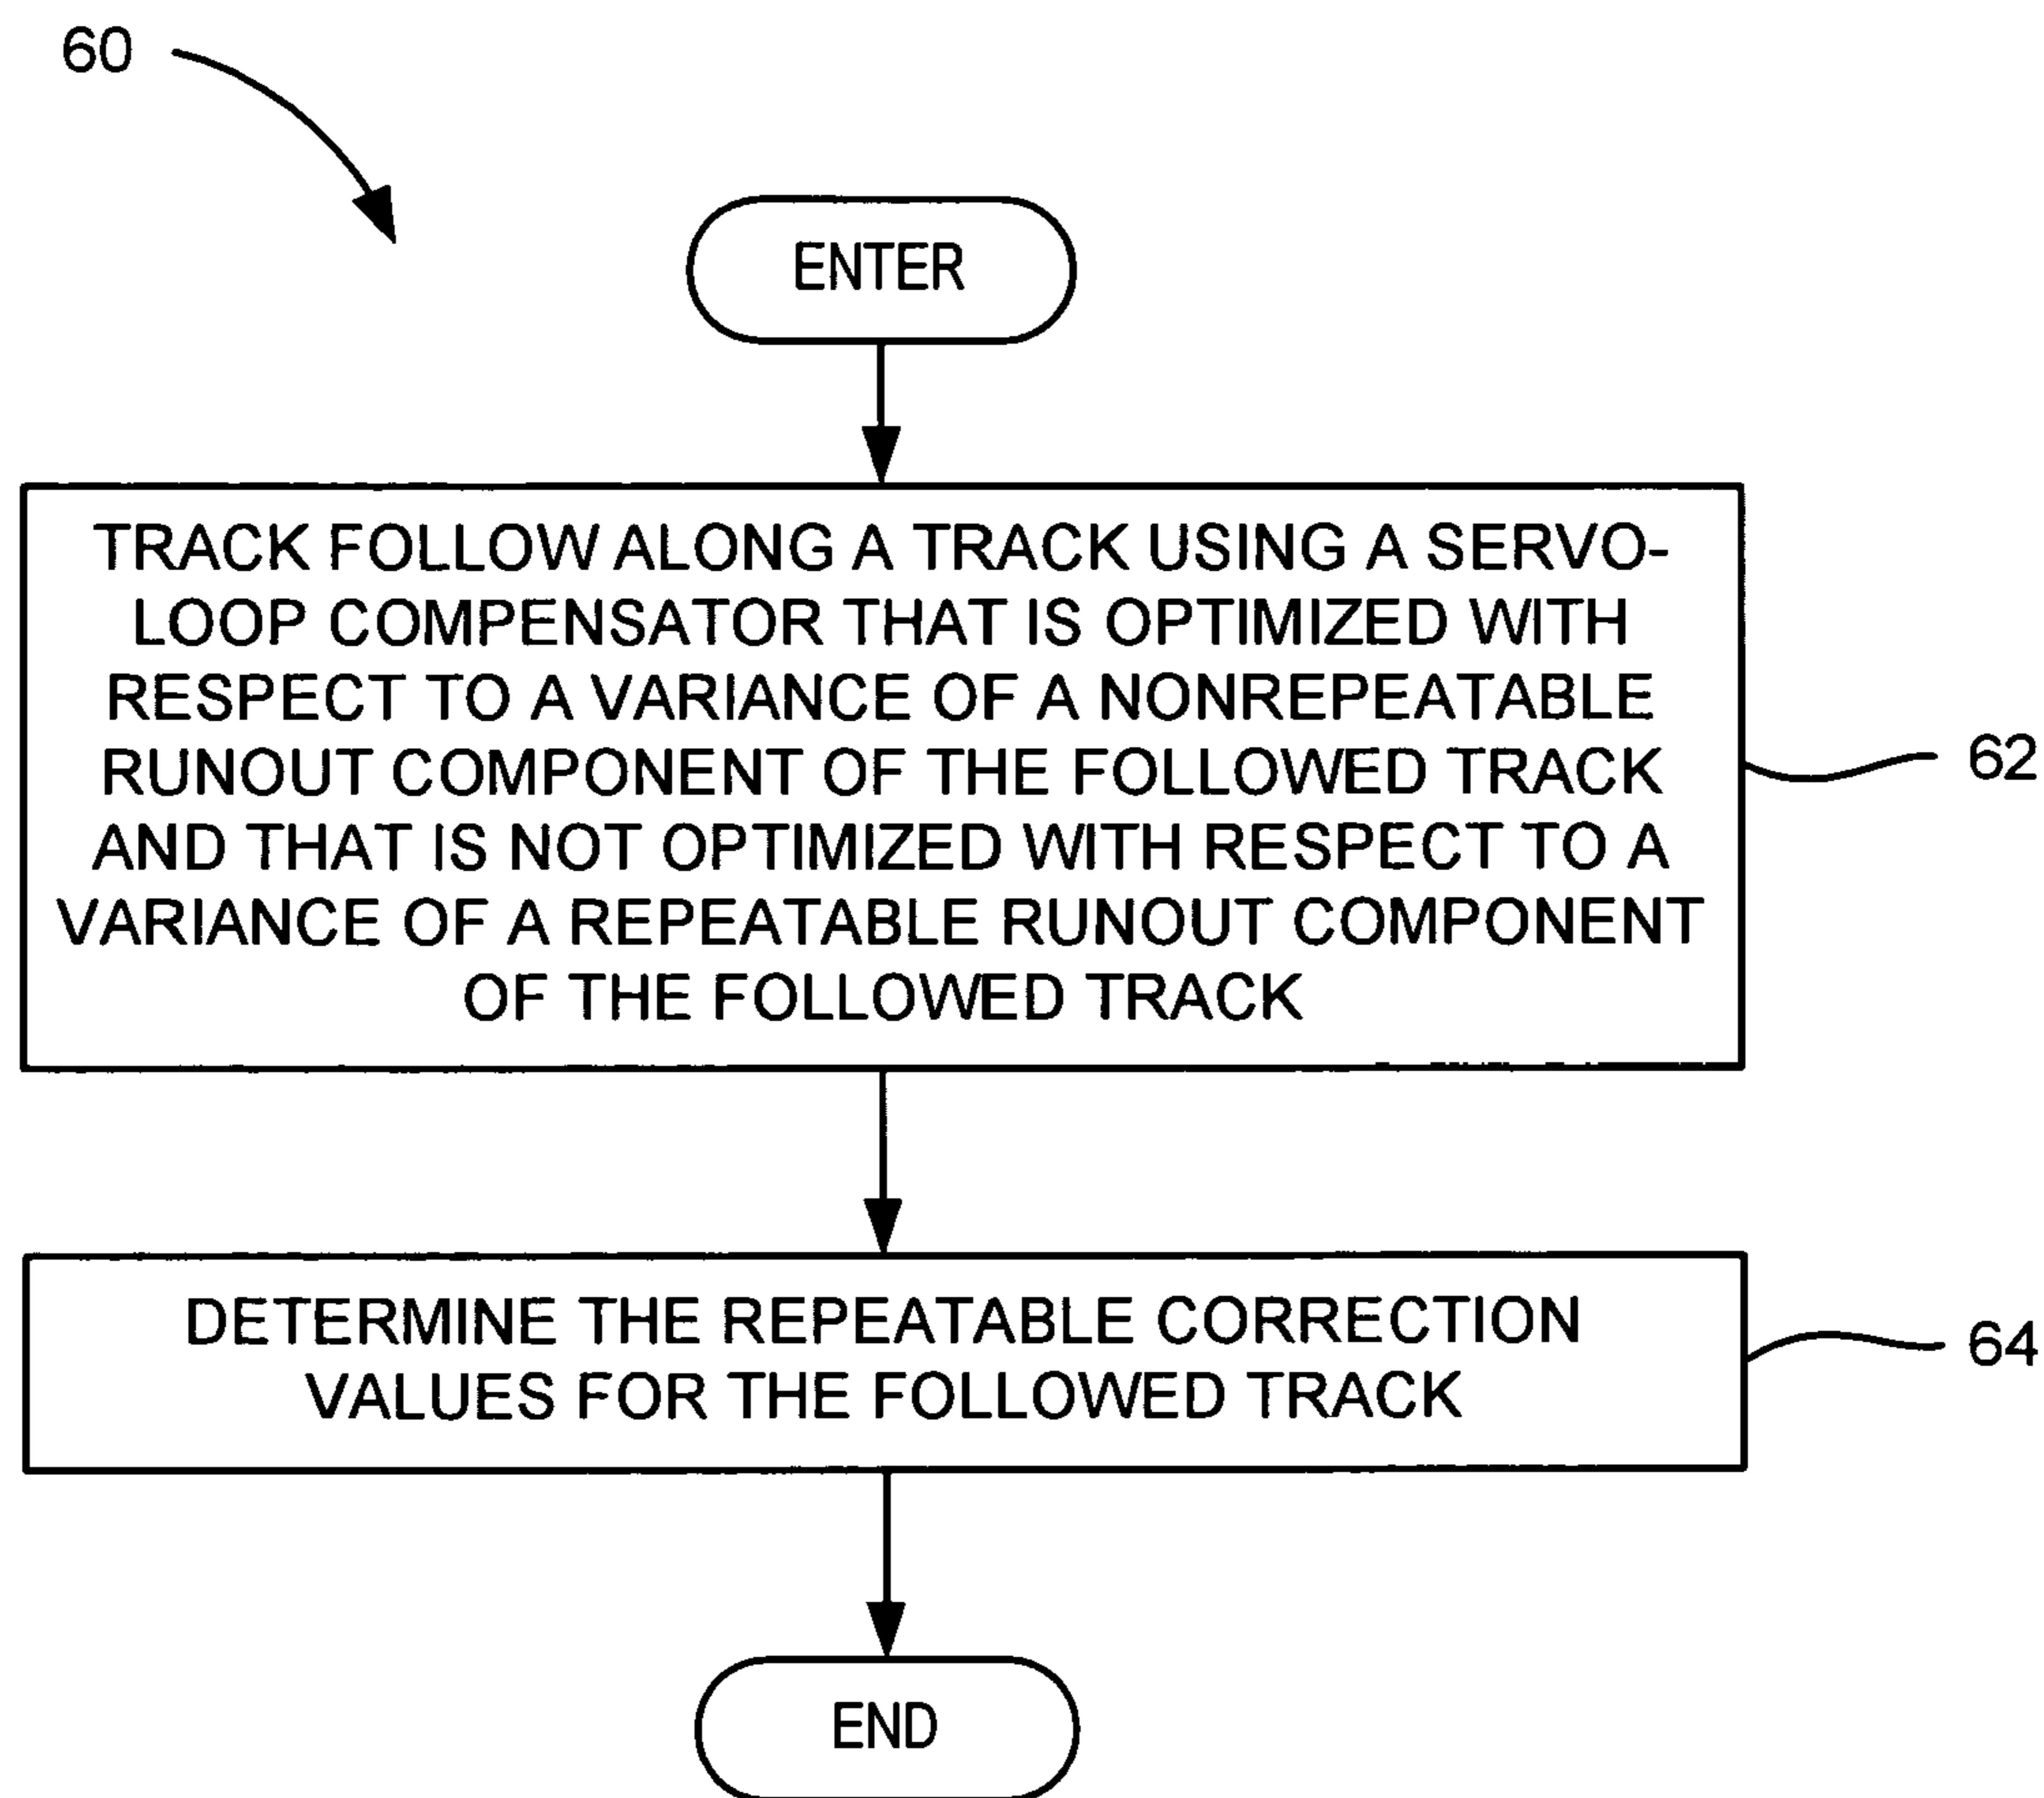 60
ENTER
TRACK FOLLOW ALONG A TRACK USING A SERVO-
LOOP COMPENSATOR THAT IS OPTIMIZED WITH
RESPECT TO A VARIANCE OF A NONREPEATABLE
RUNOUT COMPONENT OF THE FOLLOWED TRACK
AND THAT IS NOT OPTIMIZED WITH RESPECT TO A
VARIANCE OF A REPEATABLE RUNOUT COMPONENT
OF THE FOLLOWED TRACK
62
DETERMINE THE REPEATABLE CORRECTION
VALUES FOR THE FOLLOWED TRACK
64
END